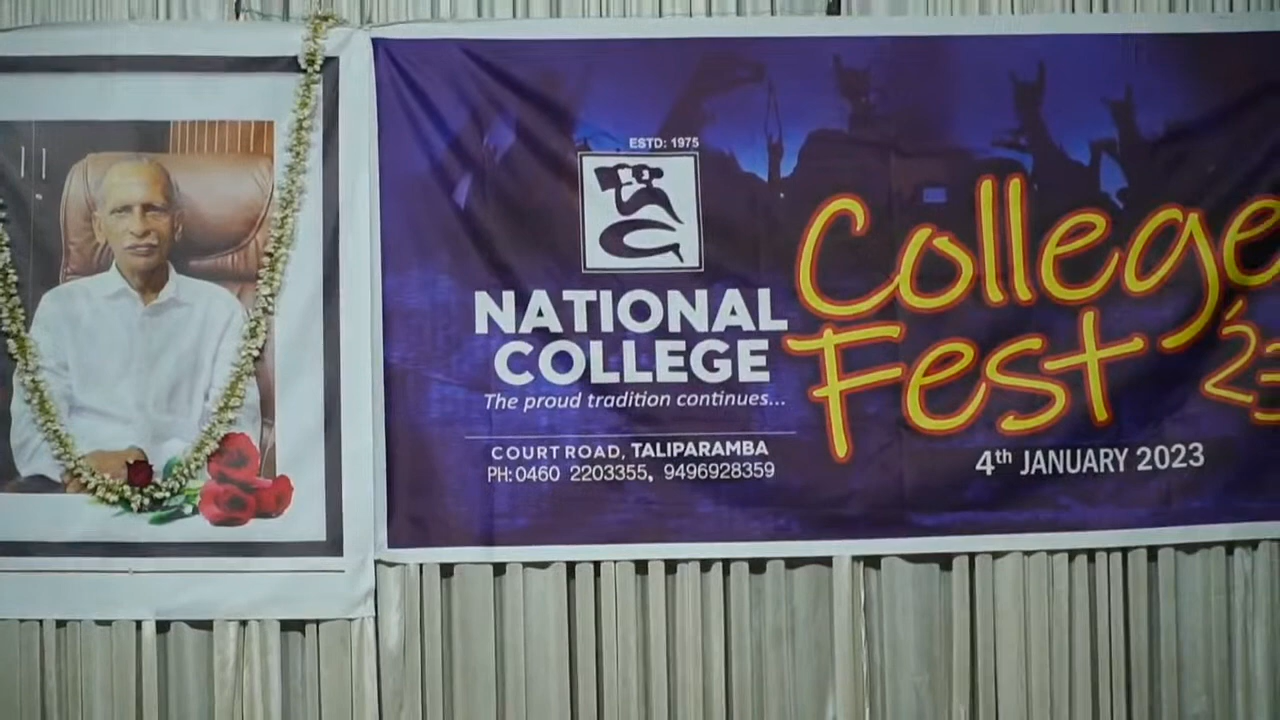 ESTD: 1975
NATIONAL
COLLEGE
The proud tradition continues...
COURT ROAD, TALIPARAMBA
PH: 0460 2203355, 9496928359
College
Fest '23
4th JANUARY 2023